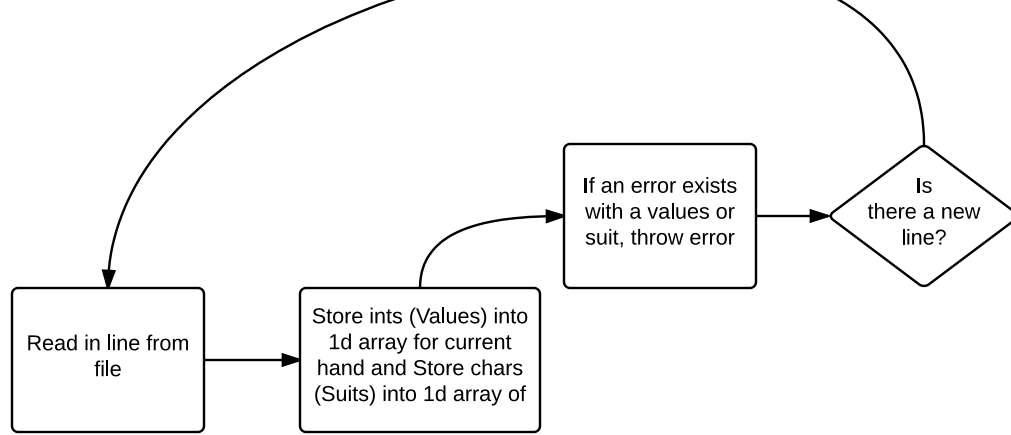 Read in line from
file
Store ints (Values) into
1d array for current
hand and Store chars
(Suits) into 1d array of
If an error exists
with a values or
suit, throw error
Is
there a new
line?